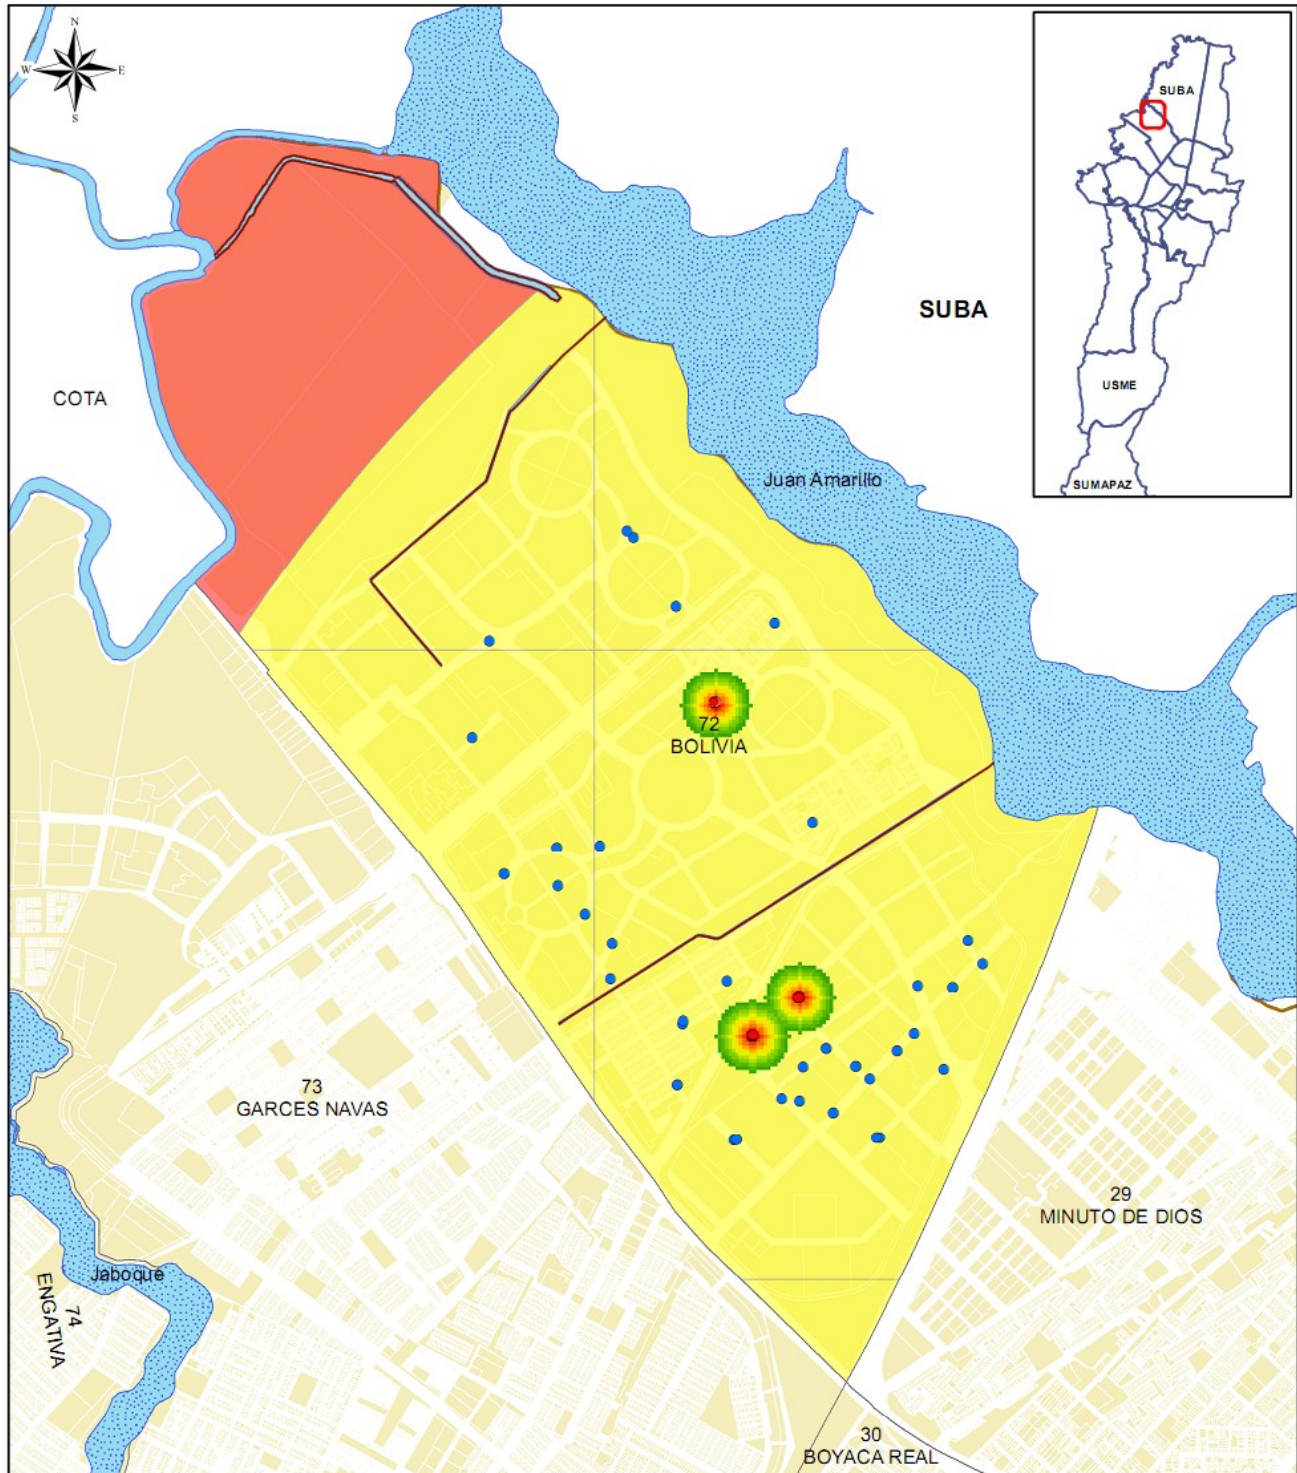 N
W
E
S
SUBA
USME
SUMAPAZ
SUBA
COTA
Juan Amarillo
72
BOLIVIA
73
GARCES NAVAS
29
MINUTO DE DIOS
Jaboque
74
ENGATIVA
30
BOYACA REAL